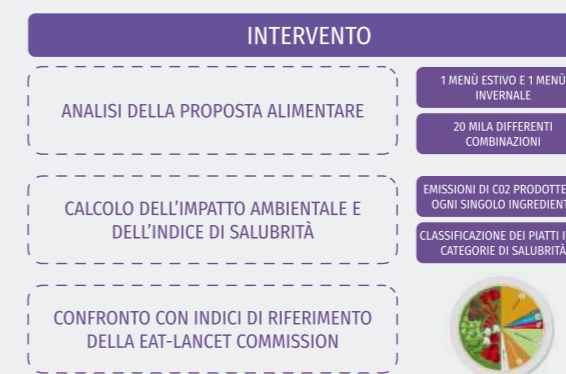 INTERVENTO
ANALISI DELLA PROPOSTA ALIMENTARE
1 MENÙ ESTIVO E 1 MENÙ
INVERNALE
20 MILA DIFFERENTI
COMBINAZIONI
CALCOLO DELL'IMPATTO AMBIENTALE E
DELL'INDICE DI SALUBRITÀ
EMISSIONI DI C02 PRODOTTE
OGNI SINGOLO INGREDIENT
CLASSIFICAZIONE DEI PIATTI I
CATEGORIE DI SALUBRITÀ
CONFRONTO CON INDICI DI RIFERIMENTO
DELLA EAT-LANCET COMMISSION